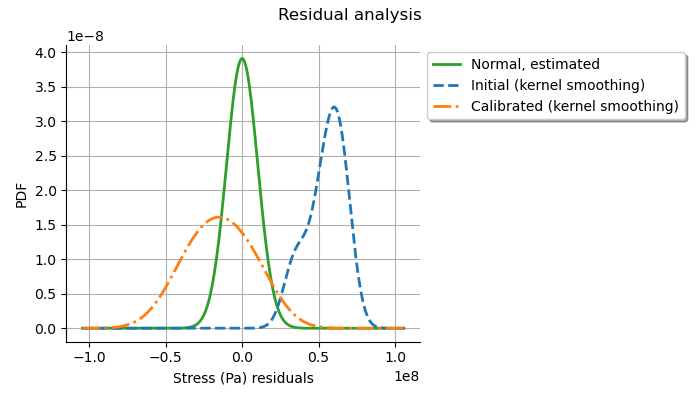 Residual analysis
1e−8
4.0
3.5
3.0
2.5
2.0
1.5
1.0
0.5
0.0
PDF
−1.0 −0.5 0.0 0.5 1.0
1e8
Stress (Pa) residuals
Normal, estimated
Initial (kernel smoothing)
Calibrated (kernel smoothing)